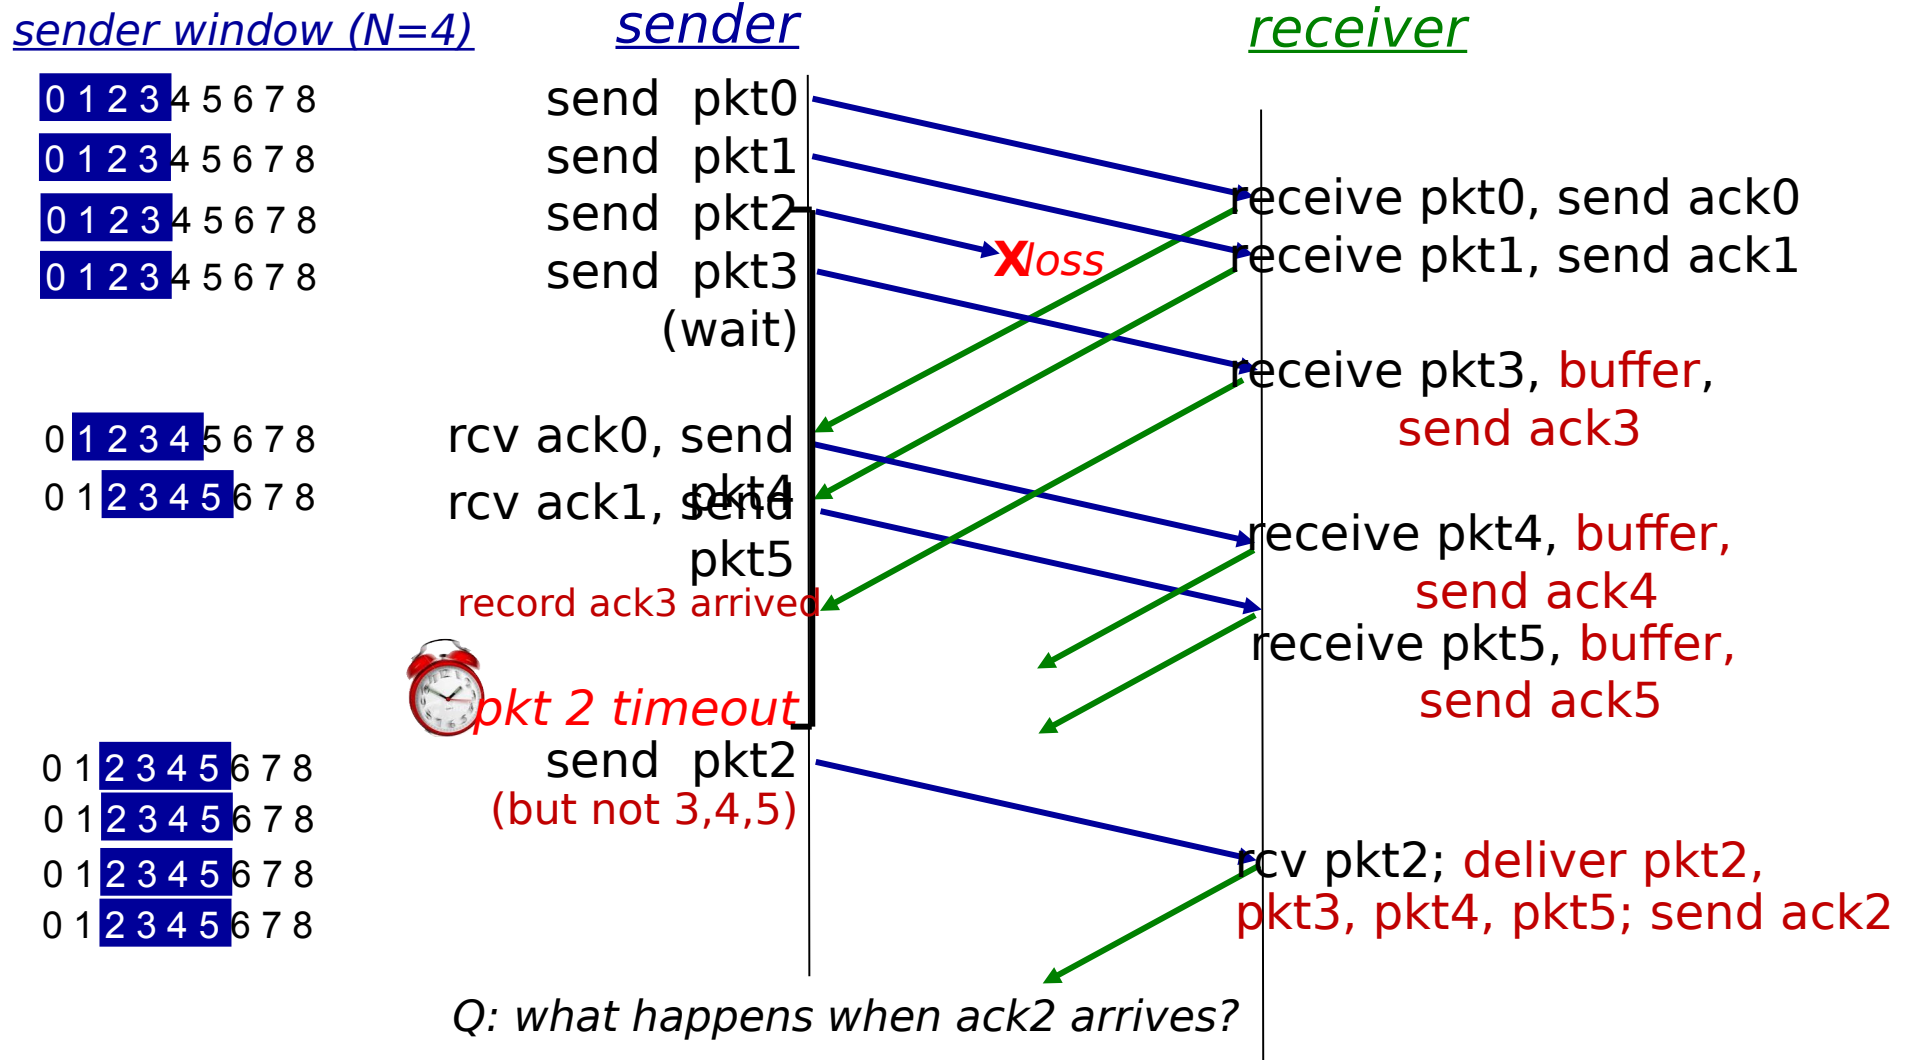 sender window (N=4)
sender
receiver
0 1 2 3 4 5 6 7 8
send pkt0
0 1 2 3 4 5 6 7 8
send pkt1
0 1 2 3 4 5 6 7 8
send pkt2
0 1 2 3 4 5 6 7 8
send pkt3
(wait)
X loss
receive pkt0, send ack0
receive pkt1, send ack1
receive pkt3, buffer,
send ack3
0 1 2 3 4 5 6 7 8
rcv ack0, send
pkt4
0 1 2 3 4 5 6 7 8
rcv ack1, send
pkt5
record ack3 arrived
receive pkt4, buffer,
send ack4
receive pkt5, buffer,
send ack5
pkt 2 timeout
0 1 2 3 4 5 6 7 8
send pkt2
0 1 2 3 4 5 6 7 8
(but not 3,4,5)
0 1 2 3 4 5 6 7 8
0 1 2 3 4 5 6 7 8
rcv pkt2; deliver pkt2,
pkt3, pkt4, pkt5; send ack2
Q: what happens when ack2 arrives?